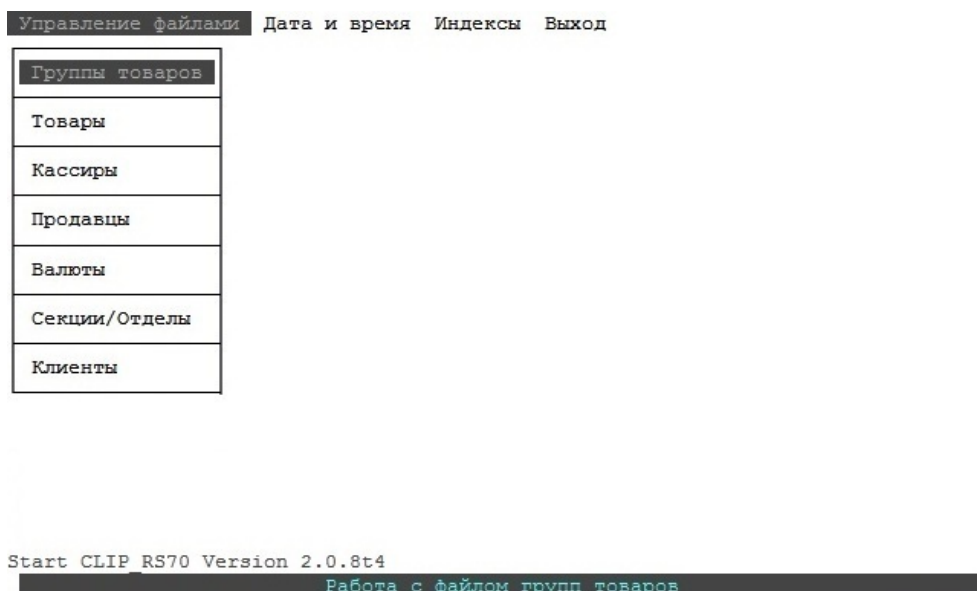 Управление файлами Дата и время Индексы Выход
Группы товаров
Товары
Кассиры
Продавцы
Валюты
Секции/Отделы
Клиенты
Start CLIP_RS70 Version 2.0.8t4
Работа с файлом групп товаров